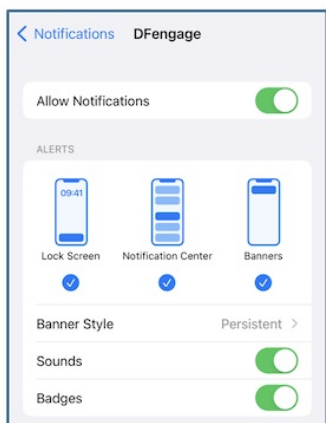 Notifications DFengage
Allow Notifications
ALERTS
09:41
Lock Screen Notification Center Banners
Banner Style Persistent
Sounds
Badges